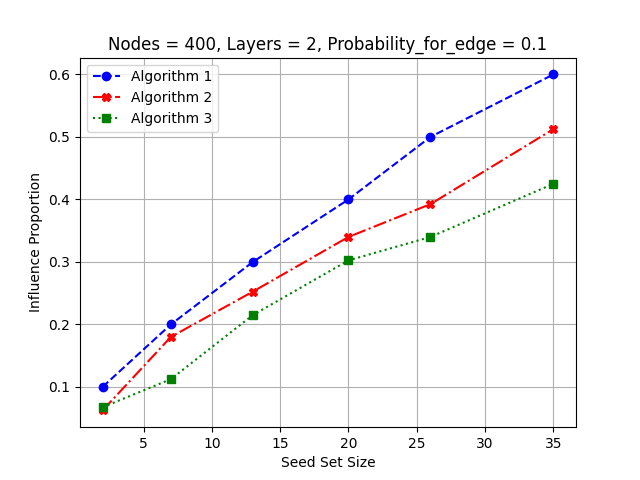 Nodes = 400, Layers = 2, Probability_for_edge = 0.1
Algorithm 1
Algorithm 2
Algorithm 3
Influence Proportion
0.6
0.5
0.4
0.3
0.2
0.1
5 10 15 20 25 30 35
Seed Set Size